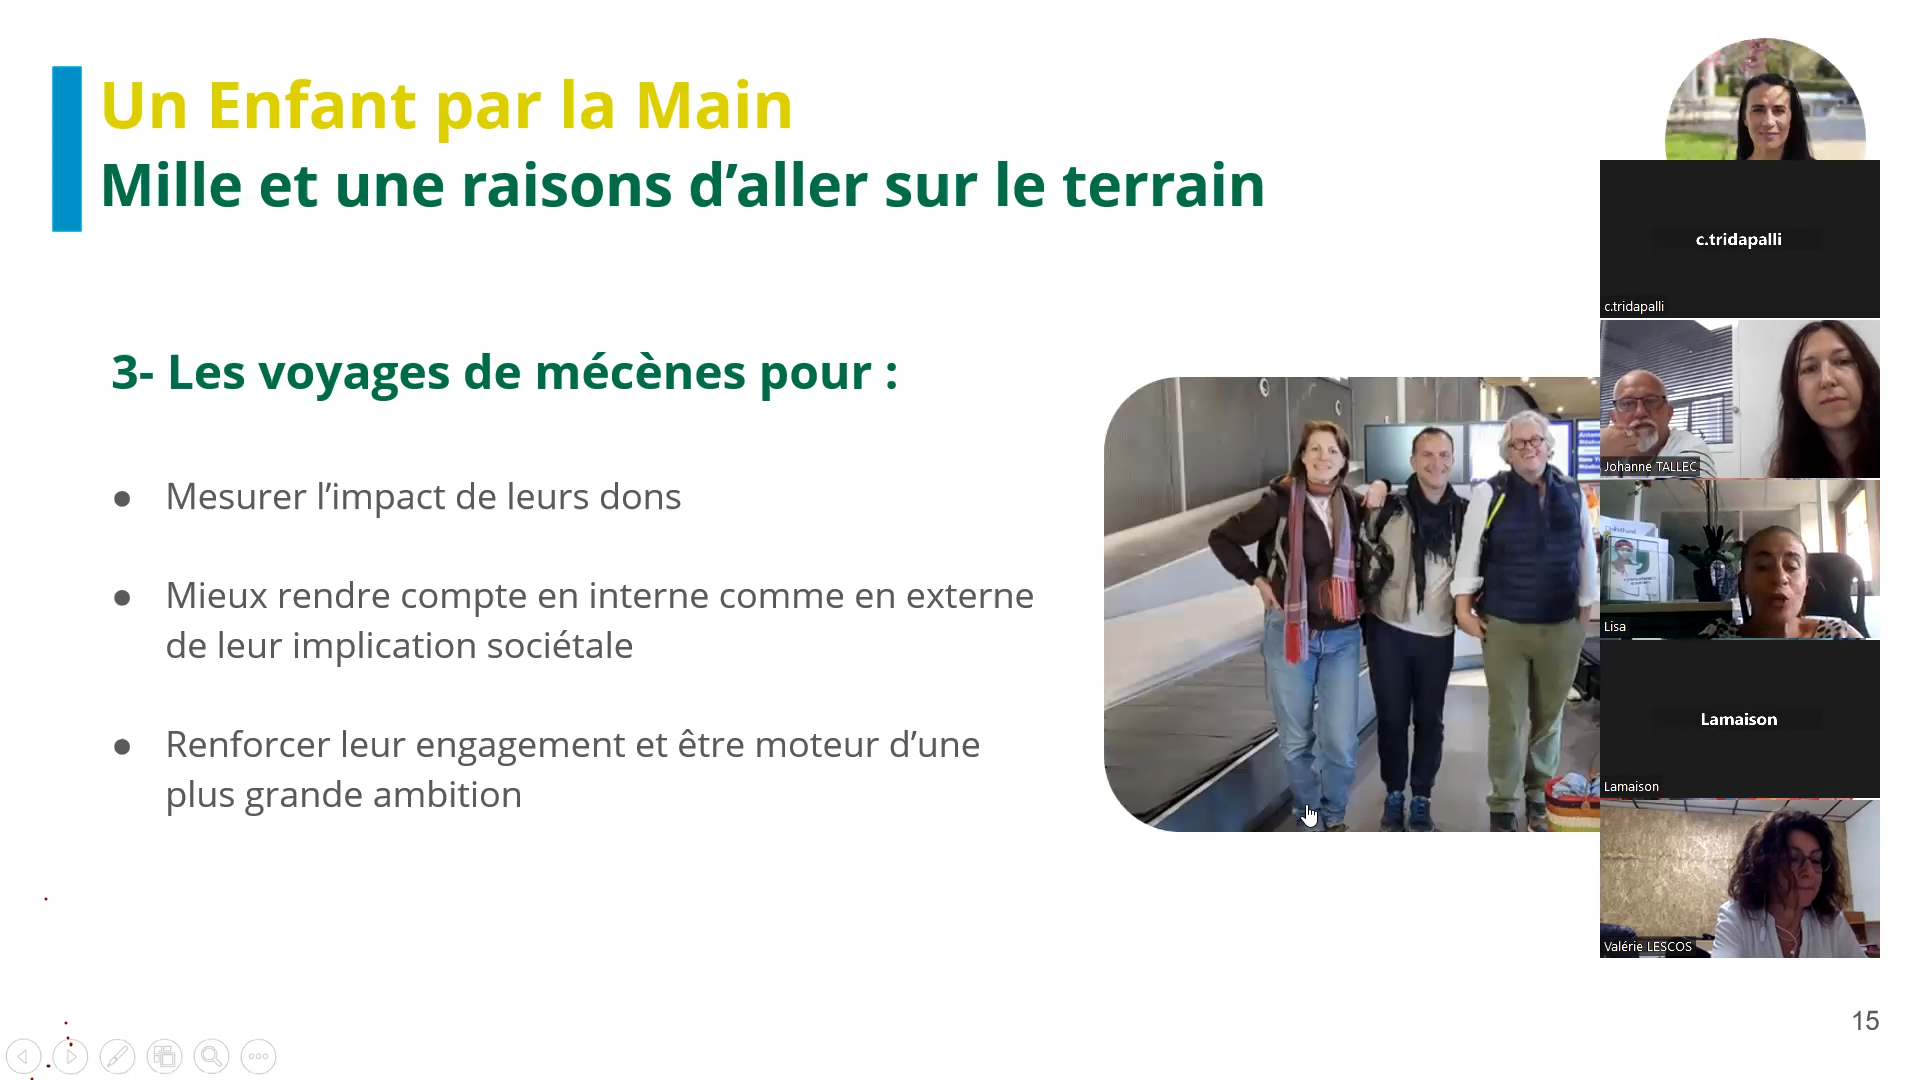 Un Enfant par la Main
Mille et une raisons d’aller sur le terrain
3- Les voyages de mécènes pour :
● Mesurer l’impact de leurs dons
● Mieux rendre compte en interne comme en externe
de leur implication sociétale
● Renforcer leur engagement et être moteur d’une
plus grande ambition
c.tridapalli
c.tridapalli
Johanne TALLEC
Lisa
Lamaison
Lamaison
Valérie LESCOS
15